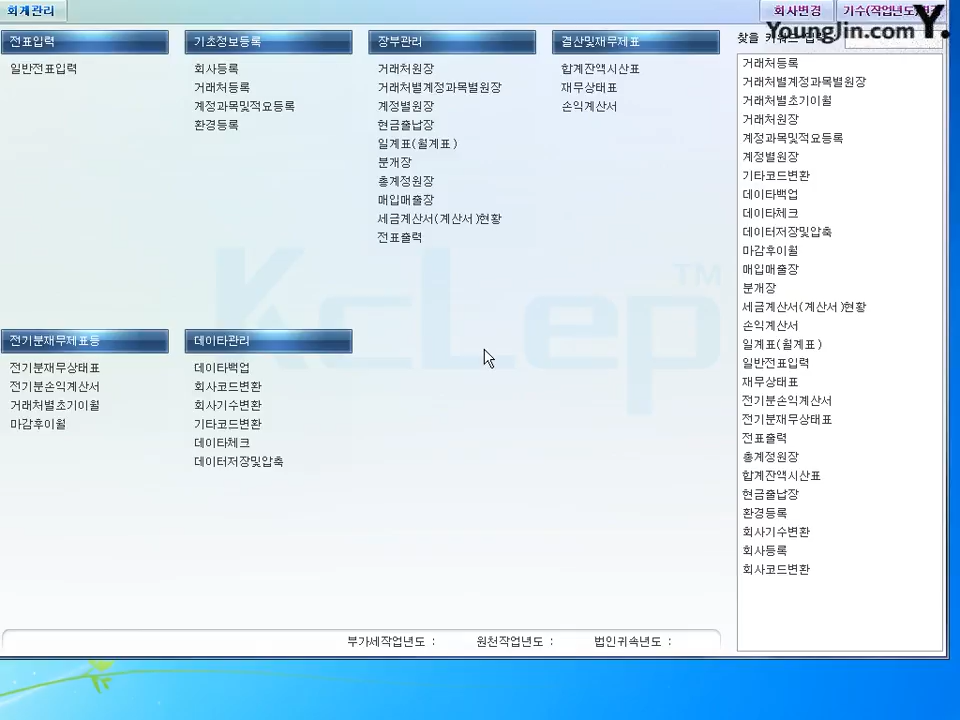 회계관리
회사변경
기수(작업년도)
YoungJin.com Y.
찾을 키워드 입력
전표입력
일반전표입력
기초정보등록
회사등록
거래처등록
계정과목및적요등록
환경등록
장부관리
거래처원장
거래처별계정과목별원장
계정별원장
현금출납장
일계표(월계표)
분개장
총계정원장
매입매출장
세금계산서(계산서)현황
전표출력
결산및재무제표
합계잔액시산표
재무상태표
손익계산서
KcLep™
전기분재무제표등
전기분재무상태표
전기분손익계산서
거래처별초기이월
마감후이월
데이타관리
데이타백업
회사코드변환
회사기수변환
기타코드변환
데이타체크
데이터저장및압축
거래처등록
거래처별계정과목별원장
거래처별초기이월
거래처원장
계정과목및적요등록
계정별원장
기타코드변환
데이타백업
데이타체크
데이터저장및압축
마감후이월
매입매출장
분개장
세금계산서(계산서)현황
손익계산서
일계표(월계표)
일반전표입력
재무상태표
전기분손익계산서
전기분재무상태표
전표출력
총계정원장
합계잔액시산표
현금출납장
환경등록
회사기수변환
회사등록
회사코드변환
부가세작업년도 :
원천작업년도 :
법인귀속년도 :